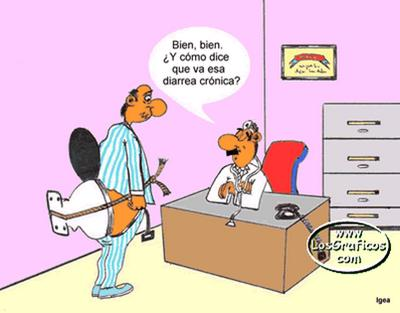 Bien, bien.
¿Y cómo dice
que va esa
diarrea crónica?
www
LosGraficos.
com
Igea